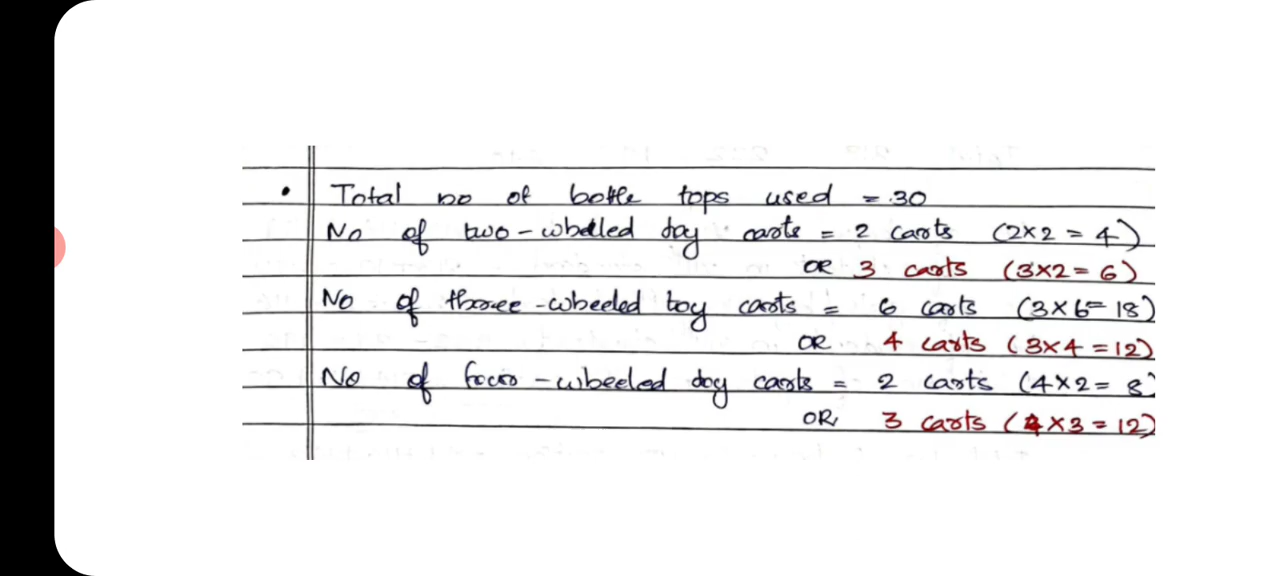 • Total no of bottle tops used = 30
No of two-wheeled toy carts = 2 carts (2×2 = 4)
OR 3 carts (3×2 = 6)
No of three-wheeled toy carts = 6 carts (3×6 = 18)
OR 4 carts (3×4 = 12)
No of four-wheeled toy carts = 2 carts (4×2 = 8)
OR 3 carts (4×3 = 12)